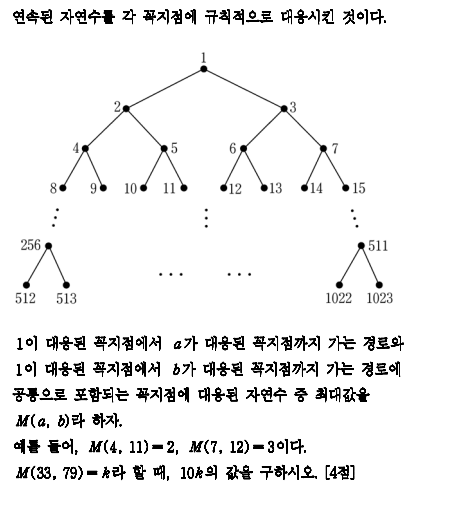 연속된 자연수를 각 꼭지점에 규칙적으로 대응시킨 것이다.
1
2 3
4 5 6 7
8 9 10 11 12 13 14 15
256 511
512 513 1022 1023
1이 대응된 꼭지점에서 a가 대응된 꼭지점까지 가는 경로와
1이 대응된 꼭지점에서 b가 대응된 꼭지점까지 가는 경로에
공통으로 포함되는 꼭지점에 대응된 자연수 중 최대값을
M(a, b)라 하자.
예를 들어, M(4, 11)=2, M(7, 12)=3이다.
M(33, 79)=k라 할 때, 10k의 값을 구하시오. [4점]